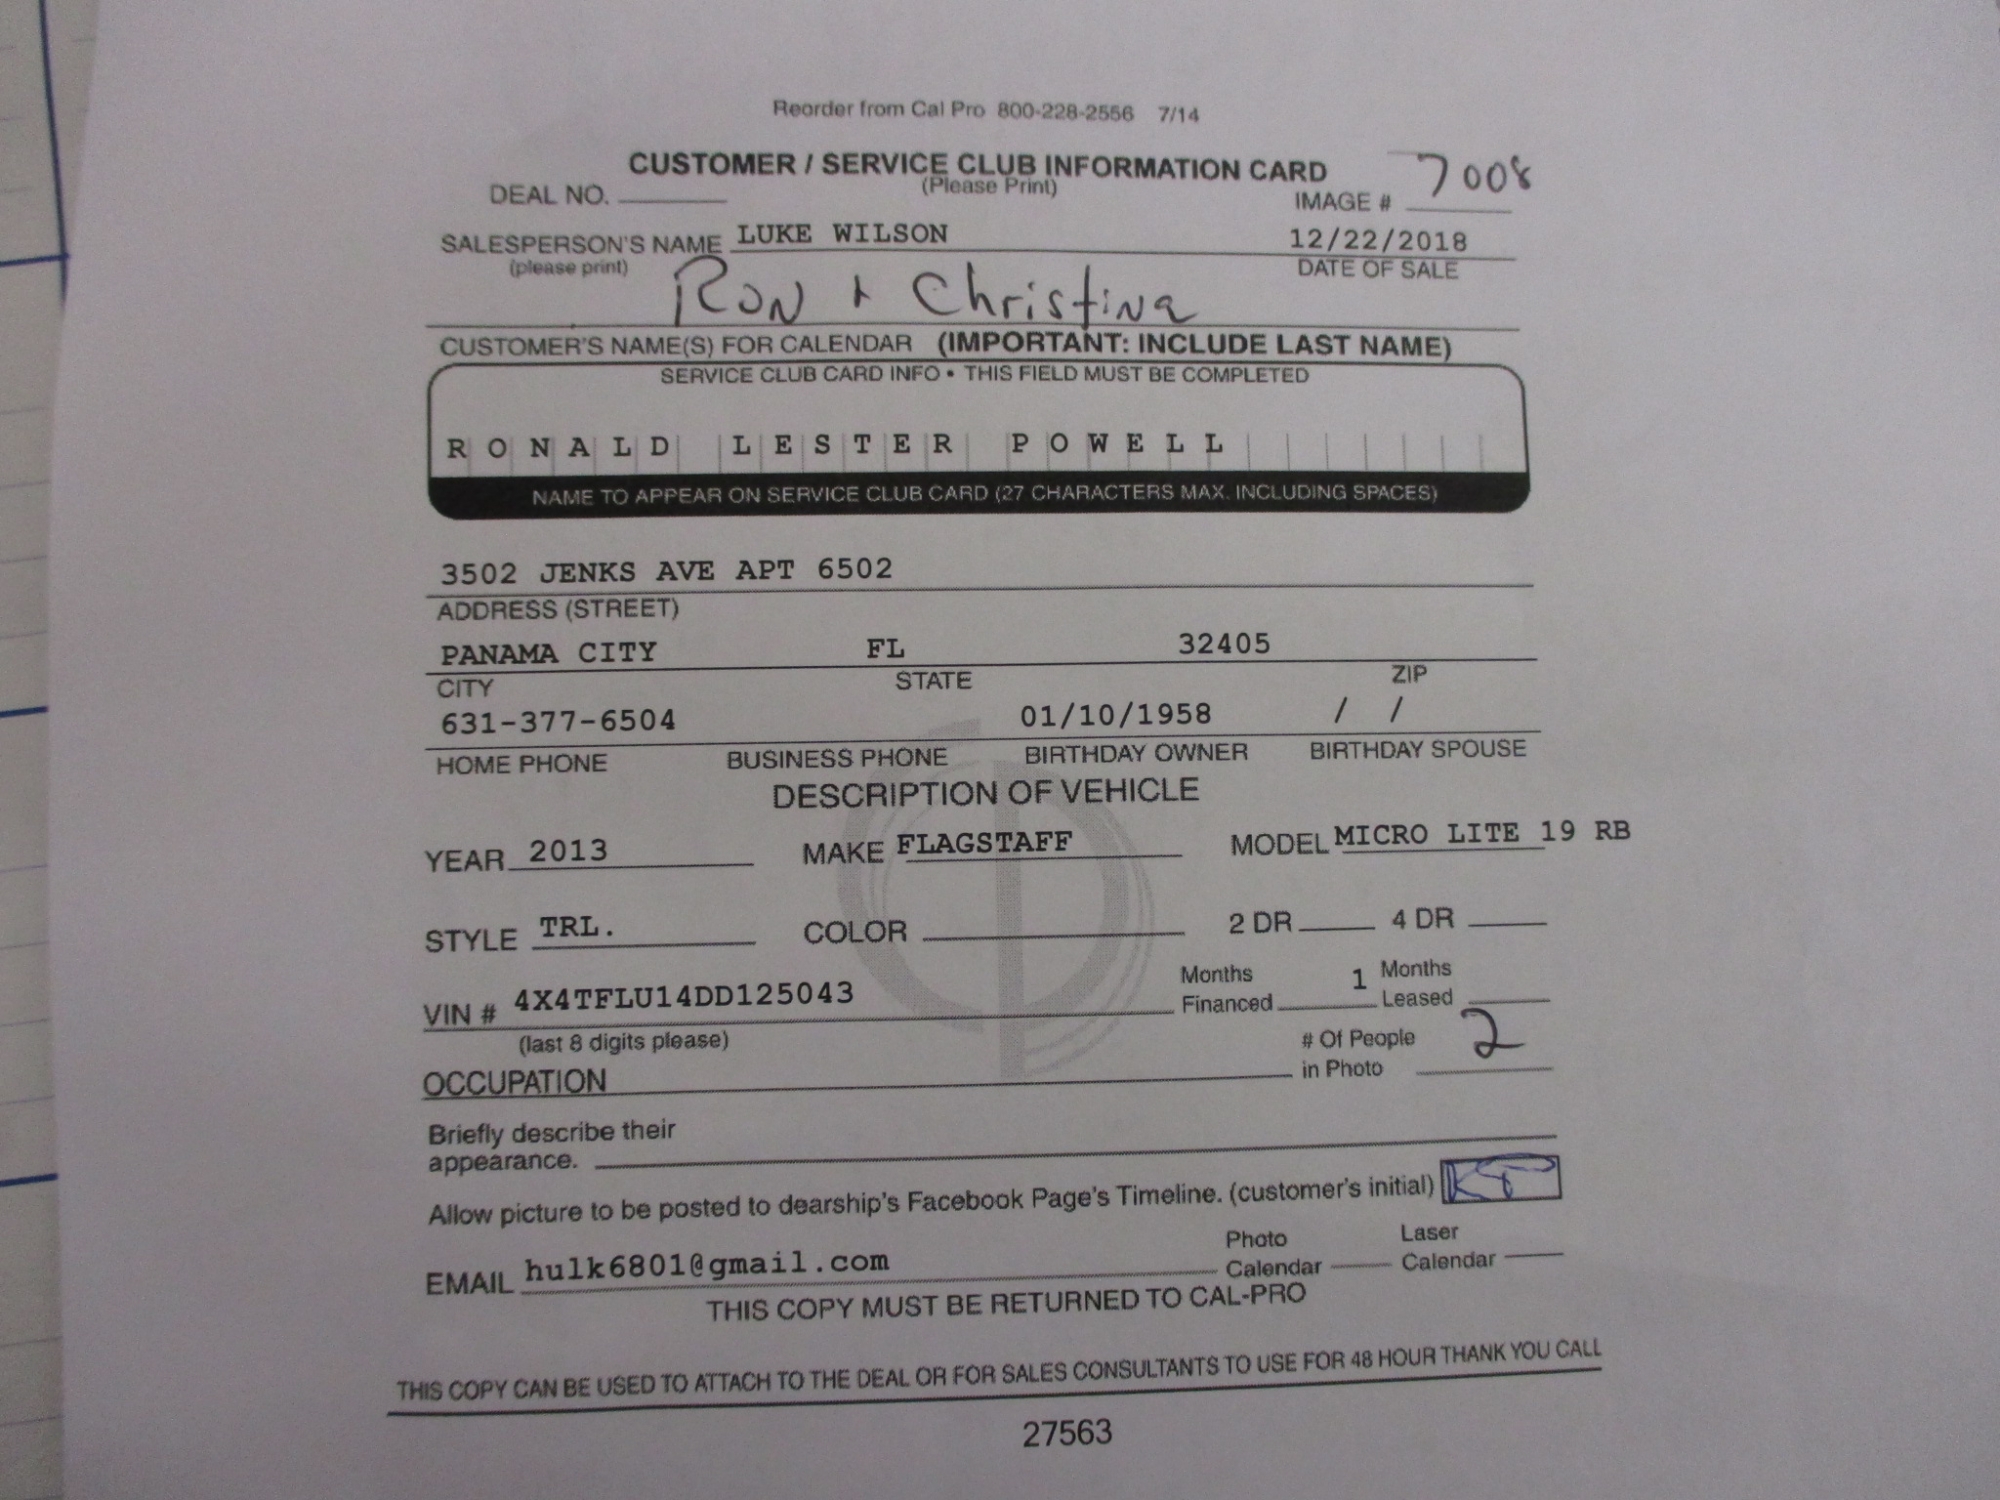 Reorder from Cal Pro 800-228-2556 7/14
CUSTOMER / SERVICE CLUB INFORMATION CARD 7008
DEAL NO. (Please Print) IMAGE #
SALESPERSON'S NAME LUKE WILSON 12/22/2018
(please print) DATE OF SALE
RON + Christina
CUSTOMER'S NAME(S) FOR CALENDAR (IMPORTANT: INCLUDE LAST NAME)
SERVICE CLUB CARD INFO • THIS FIELD MUST BE COMPLETED
RONALD LESTER POWELL
NAME TO APPEAR ON SERVICE CLUB CARD (27 CHARACTERS MAX. INCLUDING SPACES)
3502 JENKS AVE APT 6502
ADDRESS (STREET)
PANAMA CITY FL 32405
CITY STATE ZIP
631-377-6504 01/10/1958 / /
HOME PHONE BUSINESS PHONE BIRTHDAY OWNER BIRTHDAY SPOUSE
DESCRIPTION OF VEHICLE
YEAR 2013 MAKE FLAGSTAFF MODEL MICRO LITE 19 RB
STYLE TRL. COLOR 2 DR 4 DR
Months 1 Months
VIN # 4X4TFLU14DD125043 Financed Leased
(last 8 digits please) # Of People 2
OCCUPATION in Photo
Briefly describe their
appearance.
Allow picture to be posted to dearship's Facebook Page's Timeline. (customer's initial)
Photo Laser
EMAIL hulk6801@gmail.com Calendar Calendar
THIS COPY MUST BE RETURNED TO CAL-PRO
THIS COPY CAN BE USED TO ATTACH TO THE DEAL OR FOR SALES CONSULTANTS TO USE FOR 48 HOUR THANK YOU CALL
27563